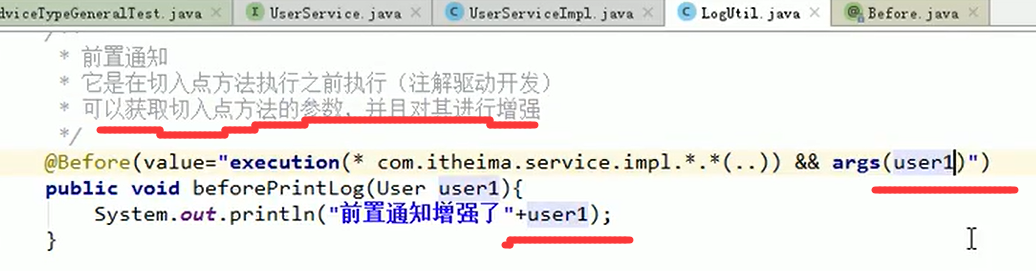 dviceTypeGeneralTest.java × UserService.java × UserServiceImpl.java × LogUtil.java × Before.java ×
/**
* 前置通知
* 它是在切入点方法执行之前执行（注解驱动开发）
* 可以获取切入点方法的参数，并且对其进行增强
*/
@Before(value="execution(* com.itheima.service.impl.*.*(..)) && args(user1)")
public void beforePrintLog(User user1){
System.out.println("前置通知增强了"+user1);
}